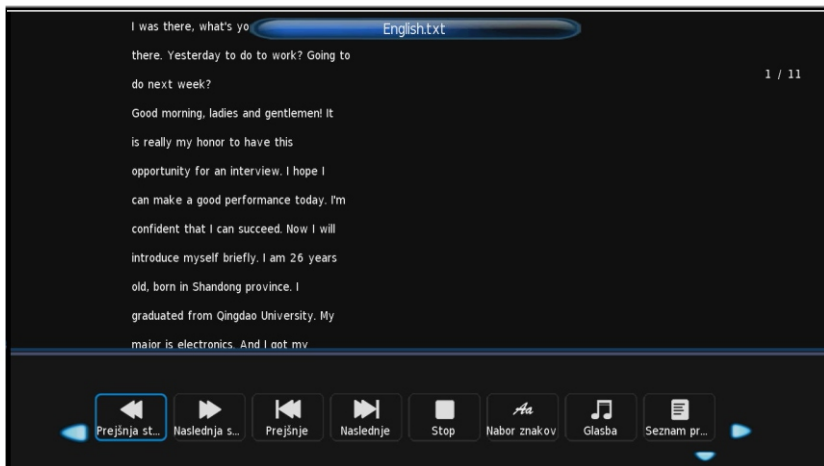 English.txt
I was there, what's yo
there. Yesterday to do to work? Going to
do next week?
1 / 11
Good morning, ladies and gentlemen! It
is really my honor to have this
opportunity for an interview. I hope I
can make a good performance today. I'm
confident that I can succeed. Now I will
introduce myself briefly. I am 26 years
old, born in Shandong province. I
graduated from Qingdao University. My
major is electronics. And I got my
Prejšnja st...
Naslednja s...
Prejšnje
Naslednje
Stop
Aa
Nabor znakov
Glasba
Seznam pr...